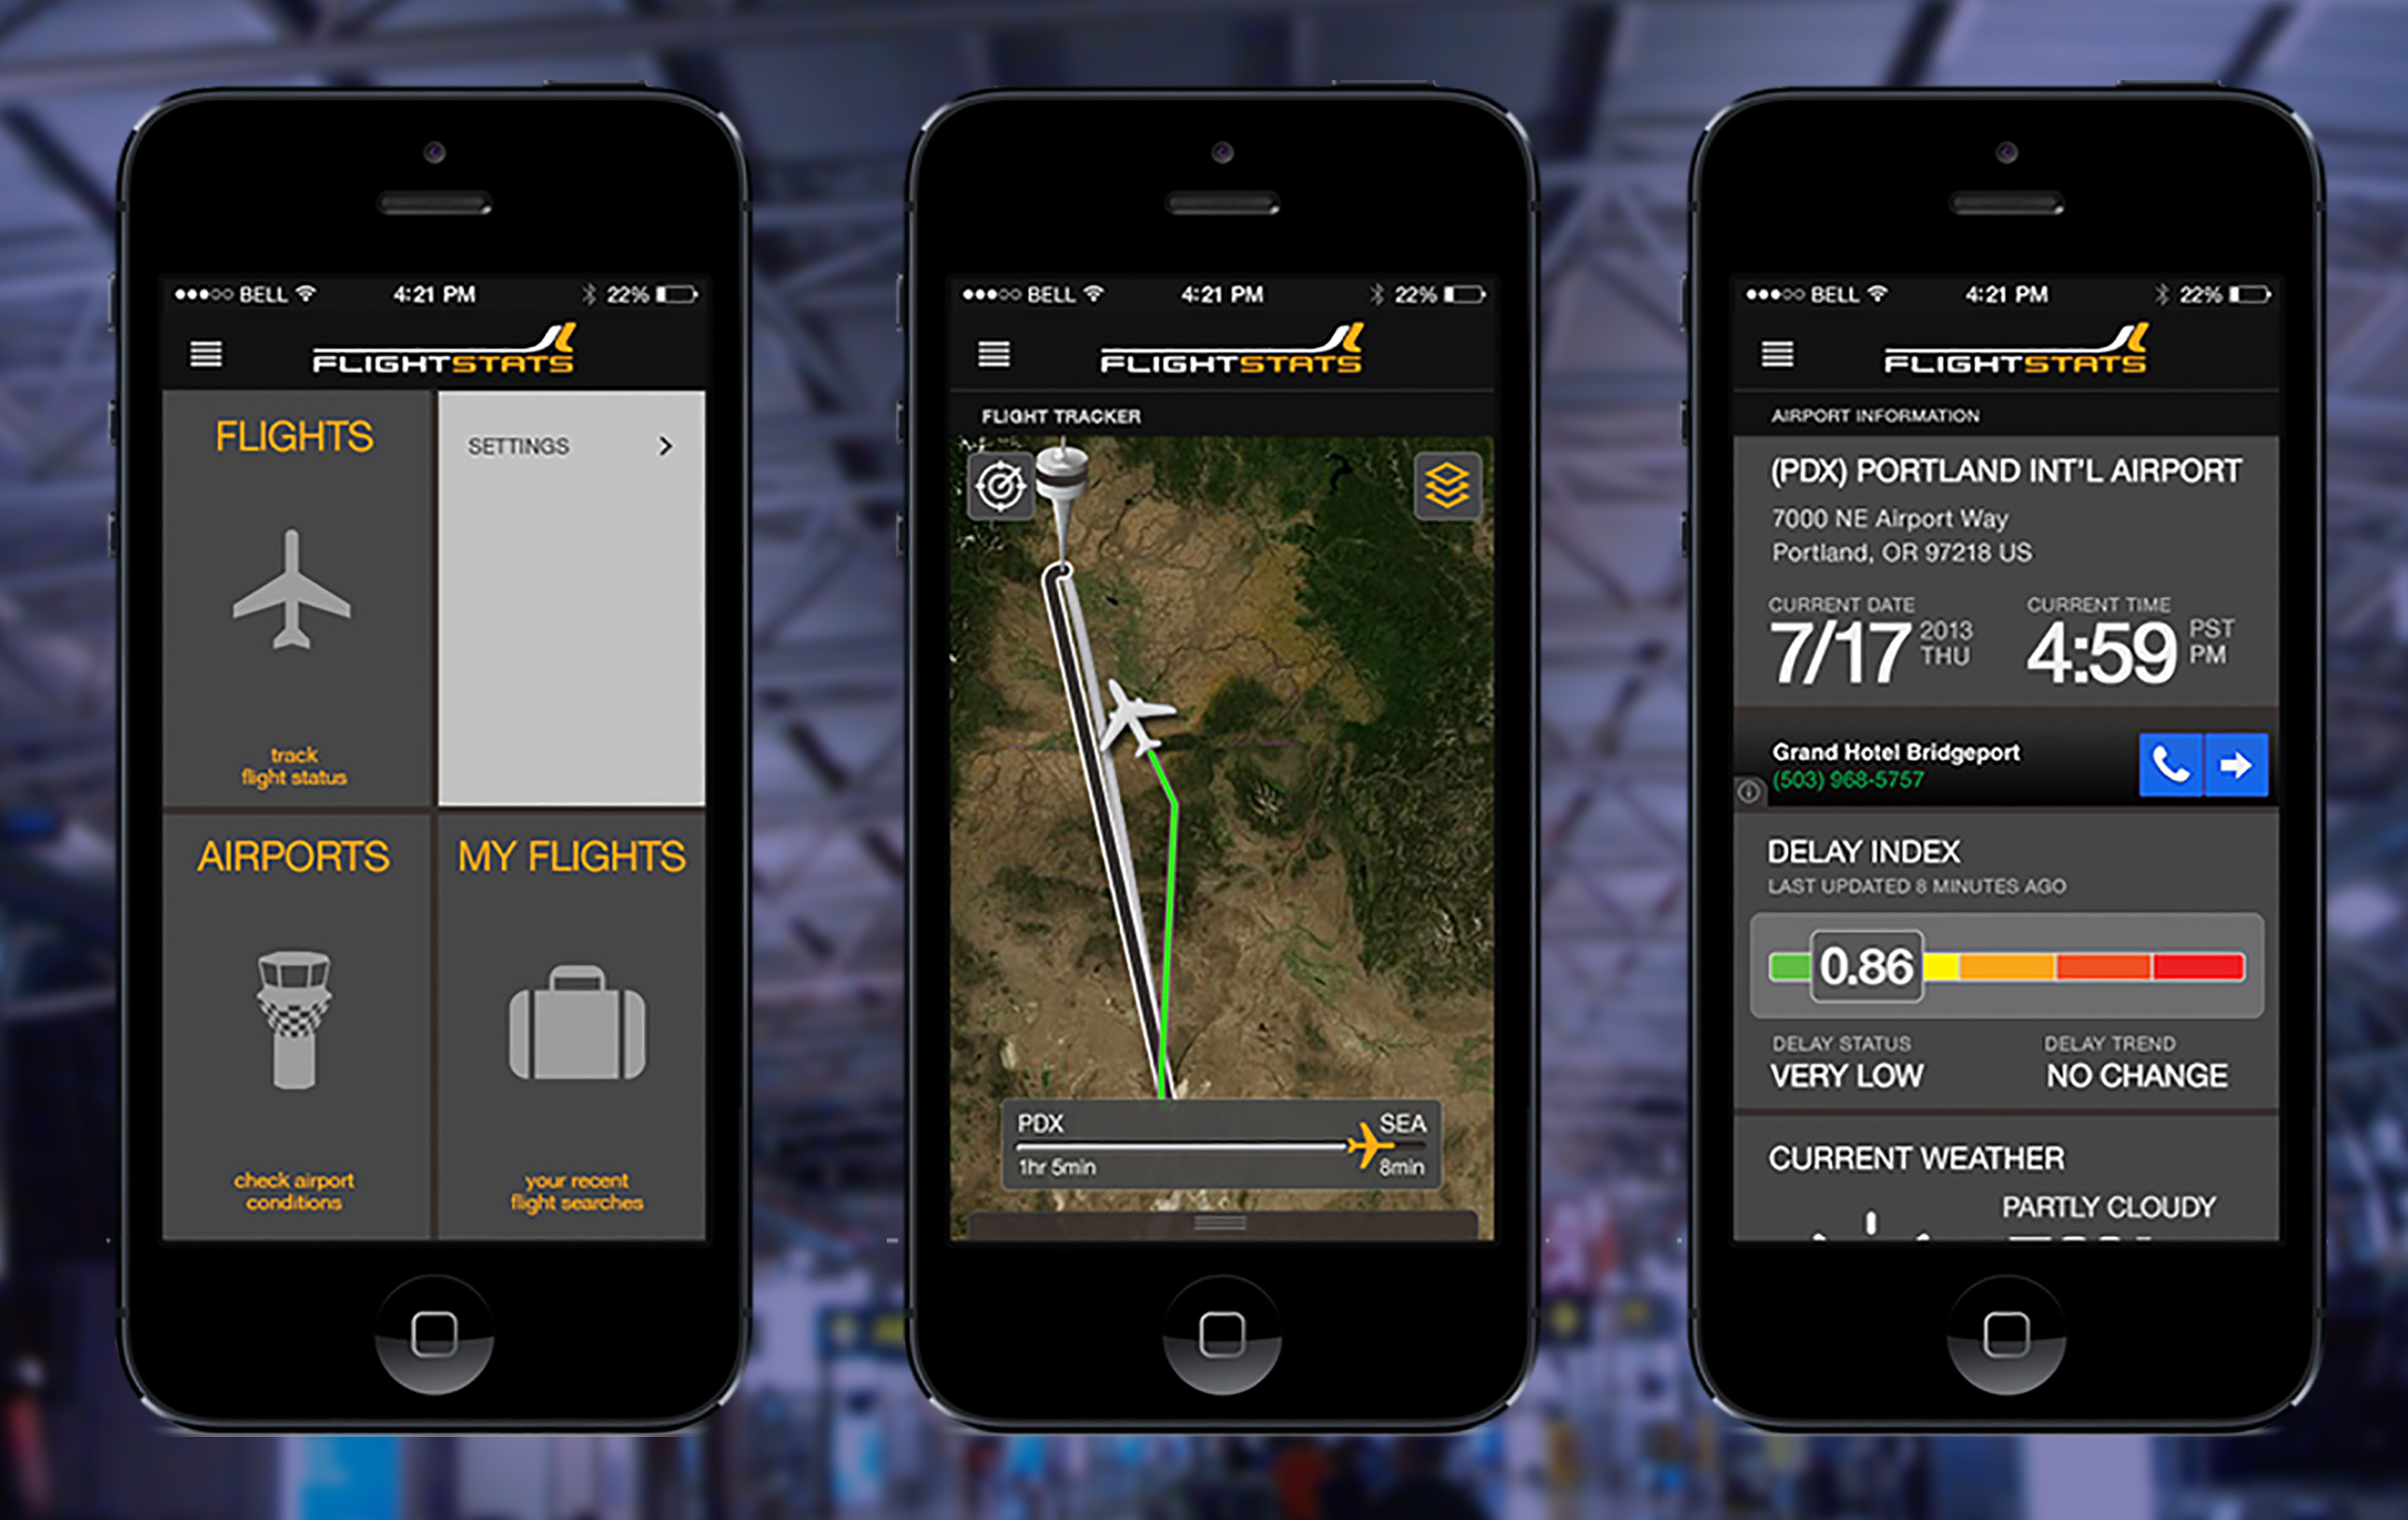 BELL 4:21 PM 22%
FLIGHTSTATS
FLIGHTS
track
flight status
SETTINGS
AIRPORTS
check airport
conditions
MY FLIGHTS
your recent
flight searches
BELL 4:21 PM 22%
FLIGHTSTATS
FLIGHT TRACKER
PDX SEA
1hr 5min 8min
BELL 4:21 PM 22%
FLIGHTSTATS
AIRPORT INFORMATION
(PDX) PORTLAND INT'L AIRPORT
7000 NE Airport Way
Portland, OR 97218 US
CURRENT DATE
7/17 2013 THU
CURRENT TIME
4:59 PST PM
Grand Hotel Bridgeport
(503) 968-5757
DELAY INDEX
LAST UPDATED 8 MINUTES AGO
0.86
DELAY STATUS
VERY LOW
DELAY TREND
NO CHANGE
CURRENT WEATHER
PARTLY CLOUDY